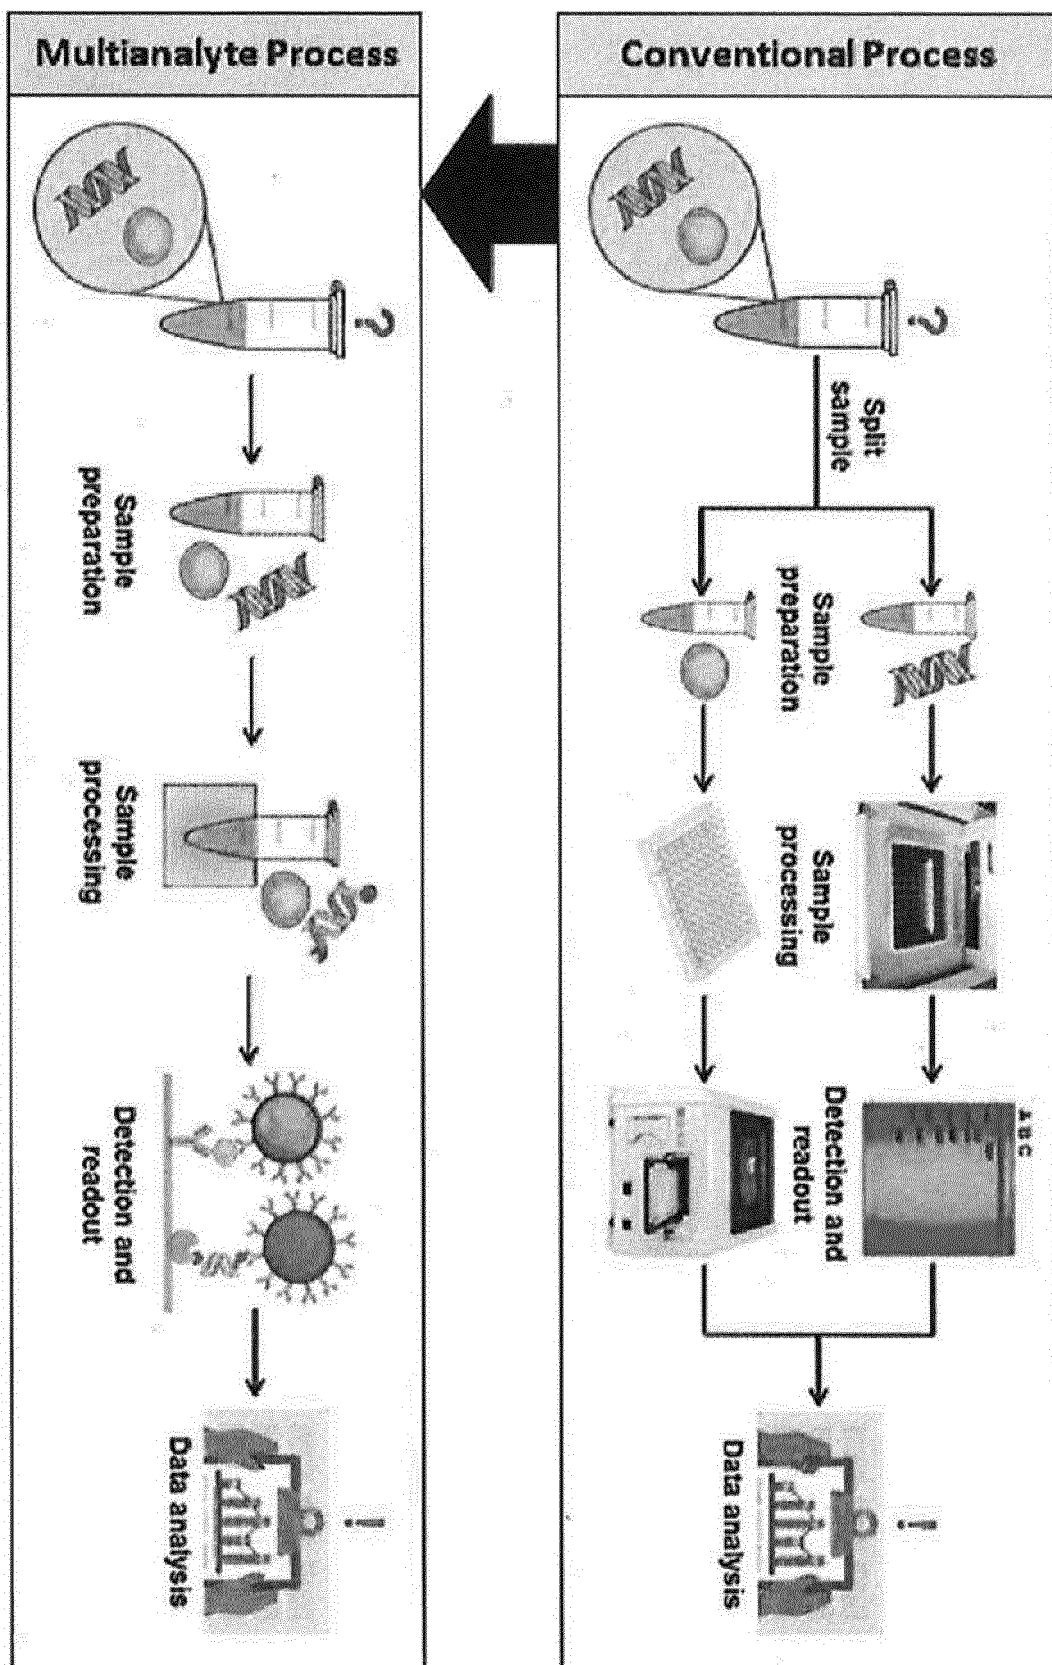 Conventional Process
?
Split
sample
Sample
preparation
Sample
processing
A B C
Detection and
readout
Data analysis
!
Multianalyte Process
?
Sample
preparation
Sample
processing
Detection and
readout
Data analysis
!